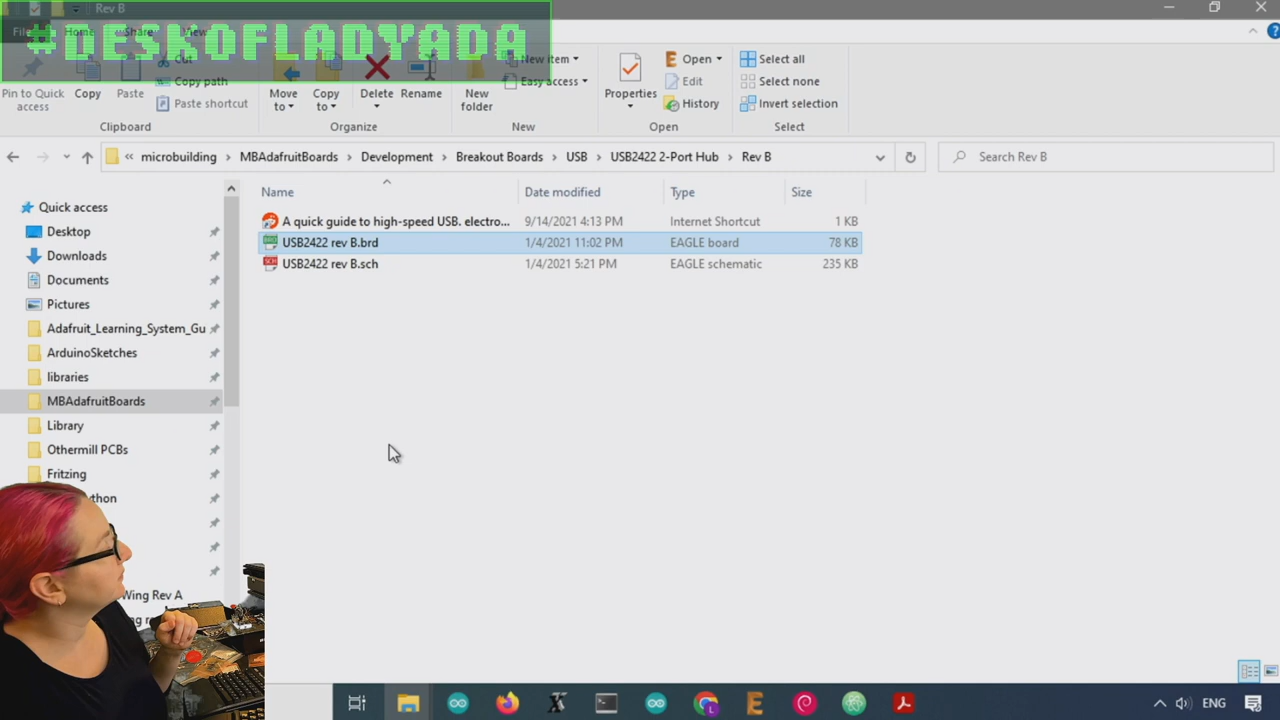 Rev B
#DESKOFLADYADA
File
Home
Share
View
Pin to Quick access
Copy
Paste
Cut
Copy path
Paste shortcut
Clipboard
Move to
Copy to
Delete
Rename
Organize
New folder
New item
Easy access
New
Properties
Open
Edit
History
Open
Select all
Select none
Invert selection
Select
« microbuilding › MBAdafruitBoards › Development › Breakout Boards › USB › USB2422 2-Port Hub › Rev B
Search Rev B
Name Date modified Type Size
A quick guide to high-speed USB. electro... 9/14/2021 4:13 PM Internet Shortcut 1 KB
USB2422 rev B.brd 1/4/2021 11:02 PM EAGLE board 78 KB
USB2422 rev B.sch 1/4/2021 5:21 PM EAGLE schematic 235 KB
Quick access
Desktop
Downloads
Documents
Pictures
Adafruit_Learning_System_Gu
ArduinoSketches
libraries
MBAdafruitBoards
Library
Othermill PCBs
Fritzing
Wing Rev A
ENG